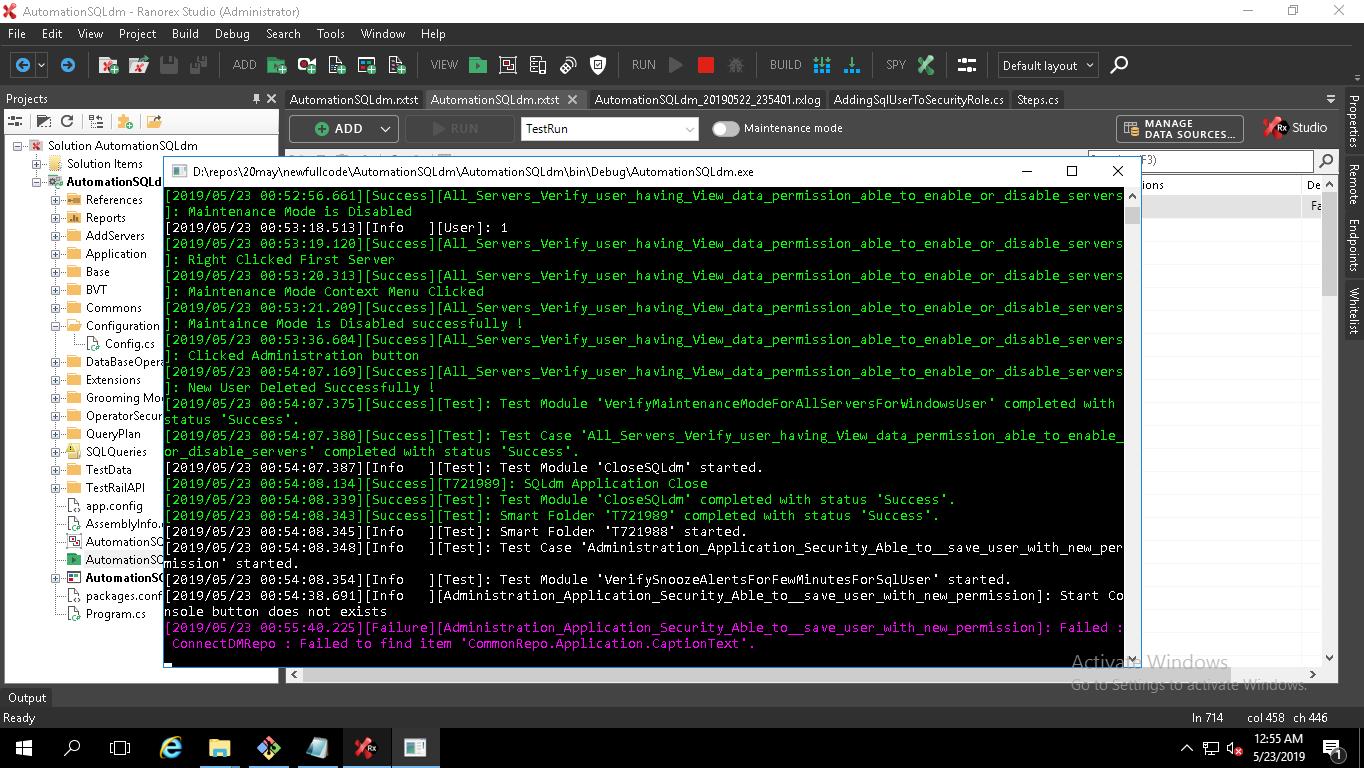 AutomationSQLdm - Ranorex Studio (Administrator)
File Edit View Project Build Debug Search Tools Window Help
ADD VIEW RUN BUILD SPY Default layout
Projects
AutomationSQLdm.rxtst AutomationSQLdm.rxtst AutomationSQLdm_20190522_235401.rxlog AddingSqlUserToSecurityRole.cs Steps.cs
ADD RUN TestRun Maintenance mode MANAGE DATA SOURCES... Rx Studio
Solution AutomationSQLdm
Solution Items
AutomationSQLd
References
Reports
AddServers
Application
Base
BVT
Commons
Configuration
Config.cs
DataBaseOpera
Extensions
Grooming Mo
OperatorSecur
QueryPlan
SQLQueries
TestData
TestRailAPI
app.config
AssemblyInfo.
AutomationSQ
AutomationSQ
AutomationSQ
packages.conf
Program.cs
F3)
ions De
Fa
Properties
Remote Endpoints
Whitelist
D:\repos\20may\newfullcode\AutomationSQLdm\AutomationSQLdm\bin\Debug\AutomationSQLdm.exe
[2019/05/23 00:52:56.661][Success][All_Servers_Verify_user_having_View_data_permission_able_to_enable_or_disable_servers
]: Maintenance Mode is Disabled
[2019/05/23 00:53:18.513][Info   ][User]: 1
[2019/05/23 00:53:19.120][Success][All_Servers_Verify_user_having_View_data_permission_able_to_enable_or_disable_servers
]: Right Clicked First Server
[2019/05/23 00:53:20.313][Success][All_Servers_Verify_user_having_View_data_permission_able_to_enable_or_disable_servers
]: Maintenance Mode Context Menu Clicked
[2019/05/23 00:53:21.209][Success][All_Servers_Verify_user_having_View_data_permission_able_to_enable_or_disable_servers
]: Maintaince Mode is Disabled successfully !
[2019/05/23 00:53:36.604][Success][All_Servers_Verify_user_having_View_data_permission_able_to_enable_or_disable_servers
]: Clicked Administration button
[2019/05/23 00:54:07.169][Success][All_Servers_Verify_user_having_View_data_permission_able_to_enable_or_disable_servers
]: New User Deleted Successfully !
[2019/05/23 00:54:07.375][Success][Test]: Test Module 'VerifyMaintenanceModeForAllServersForWindowsUser' completed with
status 'Success'.
[2019/05/23 00:54:07.380][Success][Test]: Test Case 'All_Servers_Verify_user_having_View_data_permission_able_to_enable_
or_disable_servers' completed with status 'Success'.
[2019/05/23 00:54:07.387][Info   ][Test]: Test Module 'CloseSQLdm' started.
[2019/05/23 00:54:08.134][Success][T721989]: SQLdm Application Close
[2019/05/23 00:54:08.339][Success][Test]: Test Module 'CloseSQLdm' completed with status 'Success'.
[2019/05/23 00:54:08.343][Success][Test]: Smart Folder 'T721989' completed with status 'Success'.
[2019/05/23 00:54:08.345][Info   ][Test]: Smart Folder 'T721988' started.
[2019/05/23 00:54:08.348][Info   ][Test]: Test Case 'Administration_Application_Security_Able_to__save_user_with_new_per
mission' started.
[2019/05/23 00:54:08.354][Info   ][Test]: Test Module 'VerifySnoozeAlertsForFewMinutesForSqlUser' started.
[2019/05/23 00:54:38.691][Info   ][Administration_Application_Security_Able_to__save_user_with_new_permission]: Start Co
nsole button does not exists
[2019/05/23 00:55:40.225][Failure][Administration_Application_Security_Able_to__save_user_with_new_permission]: Failed :
ConnectDMRepo : Failed to find item 'CommonRepo.Application.CaptionText'.
Activate Windows
Go to Settings to activate Windows.
Output
Ready ln 714 col 458 ch 446
12:55 AM
5/23/2019
1